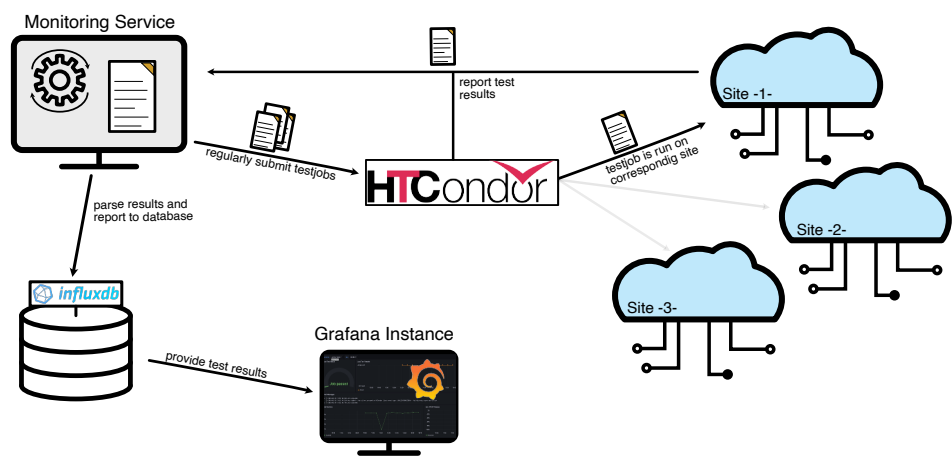 Monitoring Service
report test
results
Site -1-
regularly submit testjobs
testjob is run on
correspondig site
HTCondor
parse results and
report to database
Site -2-
influxdb
Site -3-
Grafana Instance
provide test results